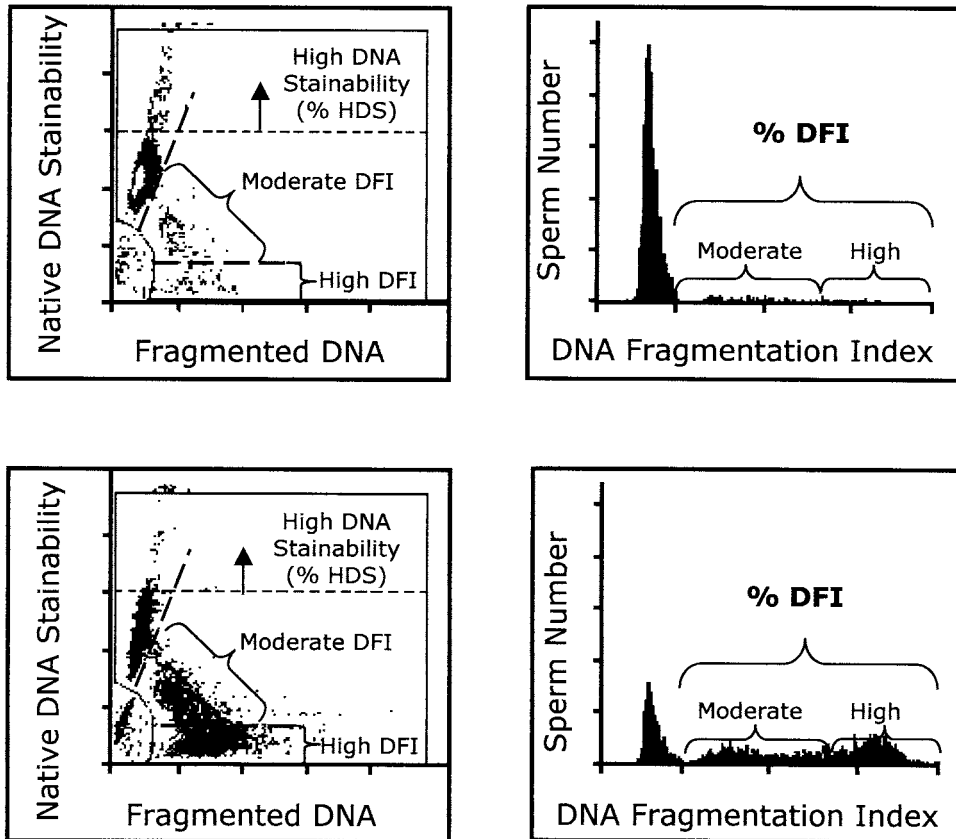 Native DNA Stainability
High DNA
Stainability
(% HDS)
Moderate DFI
High DFI
Fragmented DNA
Sperm Number
% DFI
Moderate
High
DNA Fragmentation Index
Native DNA Stainability
High DNA
Stainability
(% HDS)
Moderate DFI
High DFI
Fragmented DNA
Sperm Number
% DFI
Moderate
High
DNA Fragmentation Index